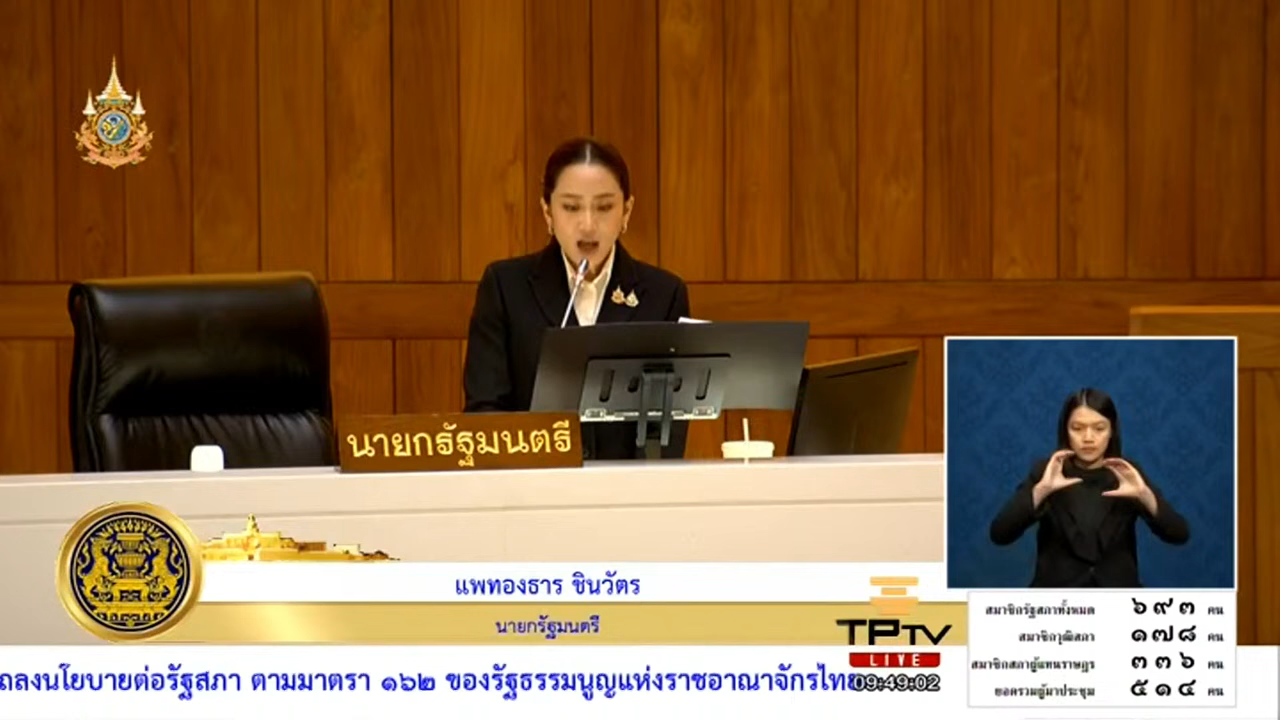 นายกรัฐมนตรี
แพทองธาร ชินวัตร
นายกรัฐมนตรี
TPTV
LIVE
09:49:02
สมาชิกรัฐสภาทั้งหมด ๖๙๓ คน
สมาชิกวุฒิสภา ๑๗๘ คน
สมาชิกสภาผู้แทนราษฎร ๓๓๖ คน
ยอดรวมผู้มาประชุม ๕๑๔ คน
ถลงนโยบายต่อรัฐสภา ตามมาตรา ๑๖๒ ของรัฐธรรมนูญแห่งราชอาณาจักรไทย